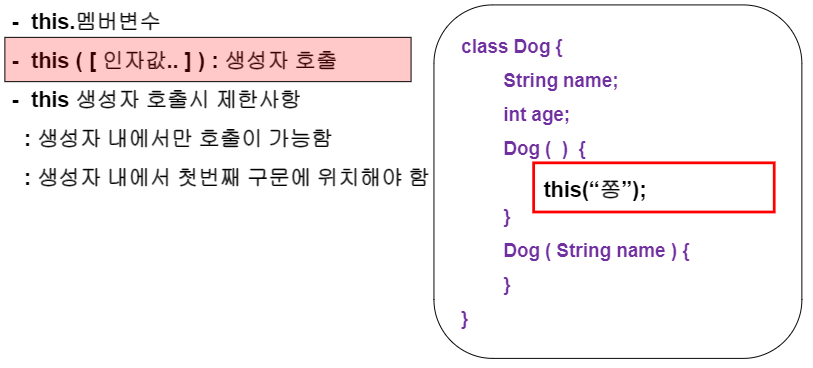 - this.멤버변수
- this ( [ 인자값.. ] ) : 생성자 호출
- this 생성자 호출시 제한사항
: 생성자 내에서만 호출이 가능함
: 생성자 내에서 첫번째 구문에 위치해야 함
class Dog {
String name;
int age;
Dog ( ) {
this(“쫑”);
}
Dog ( String name ) {
}
}